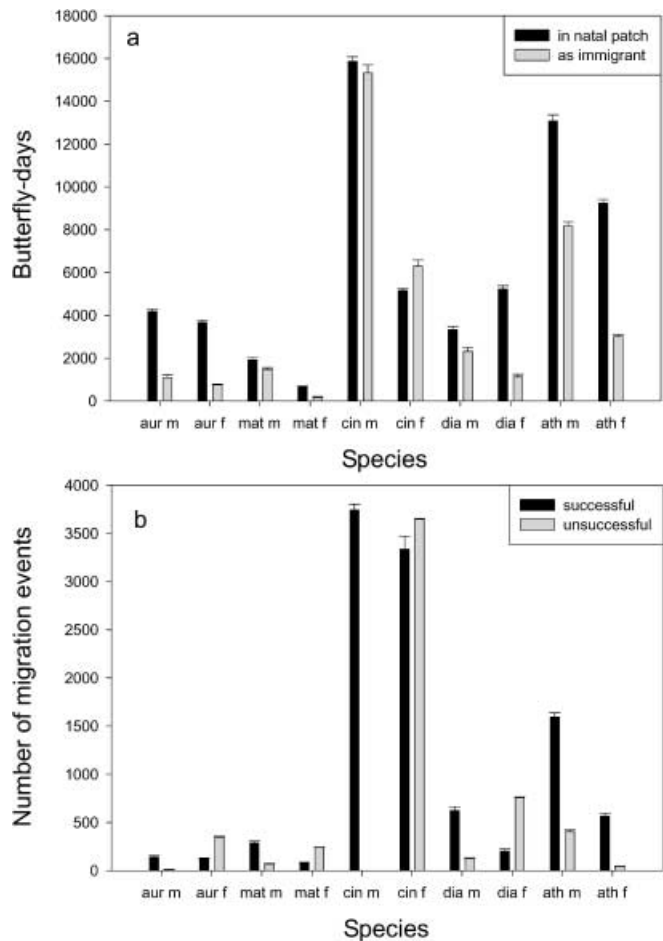 a
in natal patch
as immigrant
Butterfly-days
18000
16000
14000
12000
10000
8000
6000
4000
2000
0
aur m aur f mat m mat f cin m cin f dia m dia f ath m ath f
Species
b
successful
unsuccessful
Number of migration events
4000
3500
3000
2500
2000
1500
1000
500
0
aur m aur f mat m mat f cin m cin f dia m dia f ath m ath f
Species